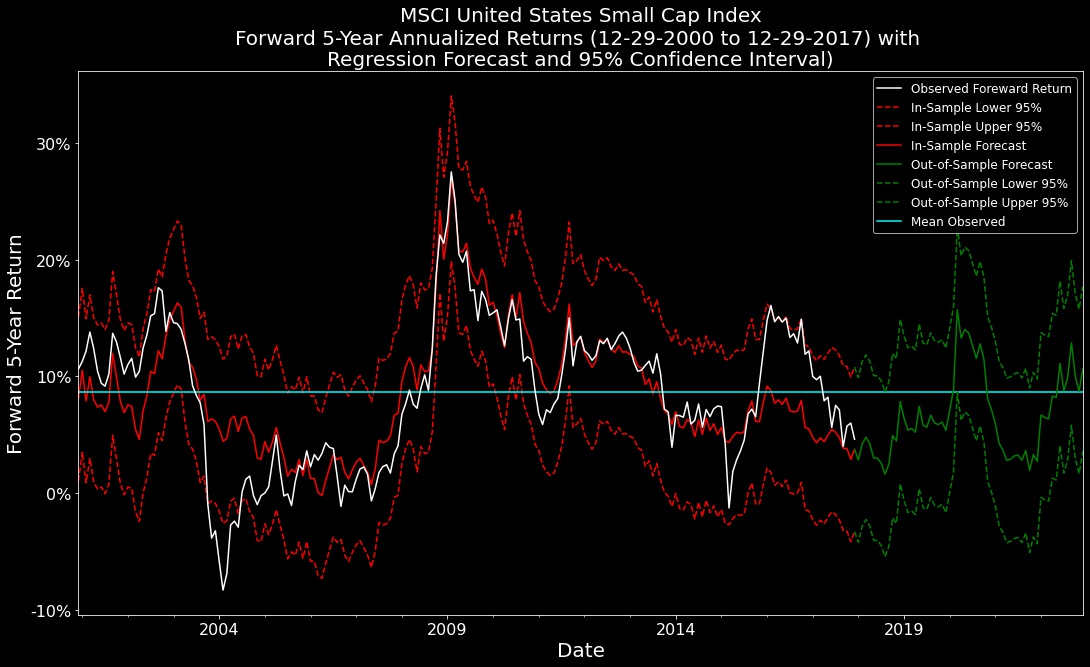 MSCI United States Small Cap Index
Forward 5-Year Annualized Returns (12-29-2000 to 12-29-2017) with
Regression Forecast and 95% Confidence Interval)
Observed Foreward Return
In-Sample Lower 95%
In-Sample Upper 95%
In-Sample Forecast
Out-of-Sample Forecast
Out-of-Sample Lower 95%
Out-of-Sample Upper 95%
Mean Observed
Forward 5-Year Return
30%
20%
10%
0%
-10%
2004
2009
2014
2019
Date